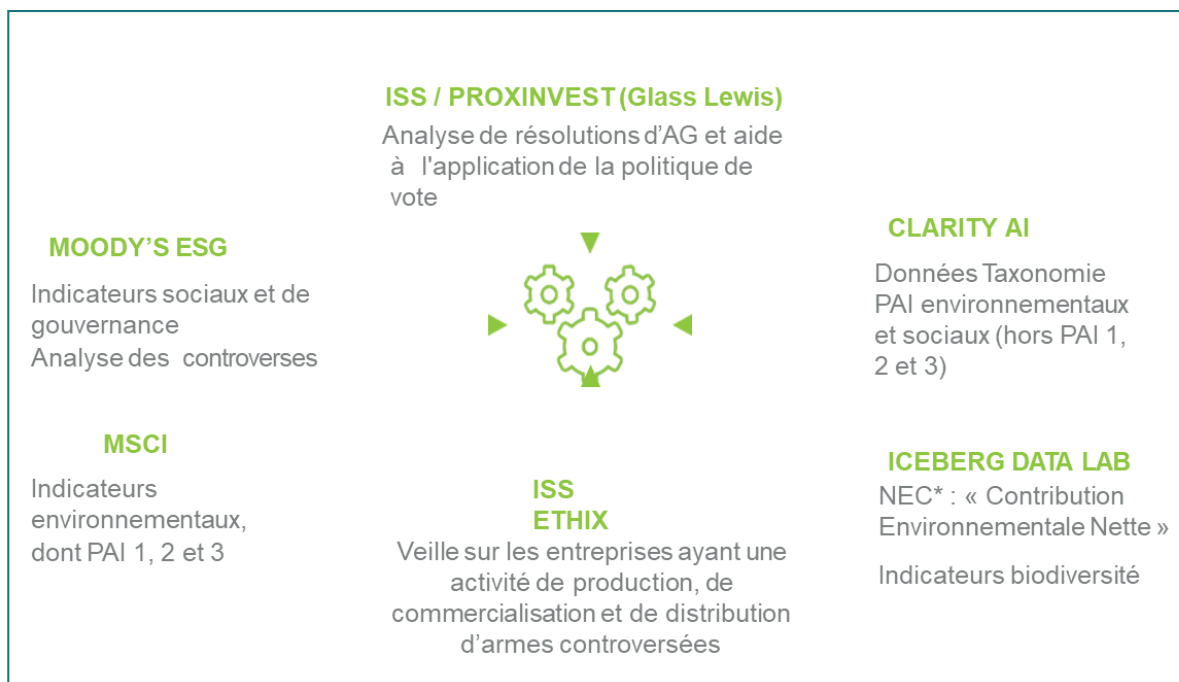 ISS / PROXINVEST (Glass Lewis)
Analyse de résolutions d’AG et aide
à l'application de la politique de
vote
MOODY’S ESG
Indicateurs sociaux et de
gouvernance
Analyse des controverses
CLARITY AI
Données Taxonomie
PAI environnementaux
et sociaux (hors PAI 1,
2 et 3)
MSCI
Indicateurs
environnementaux,
dont PAI 1, 2 et 3
ISS
ETHIX
Veille sur les entreprises ayant une
activité de production, de
commercialisation et de distribution
d’armes controversées
ICEBERG DATA LAB
NEC* : « Contribution
Environnementale Nette »
Indicateurs biodiversité